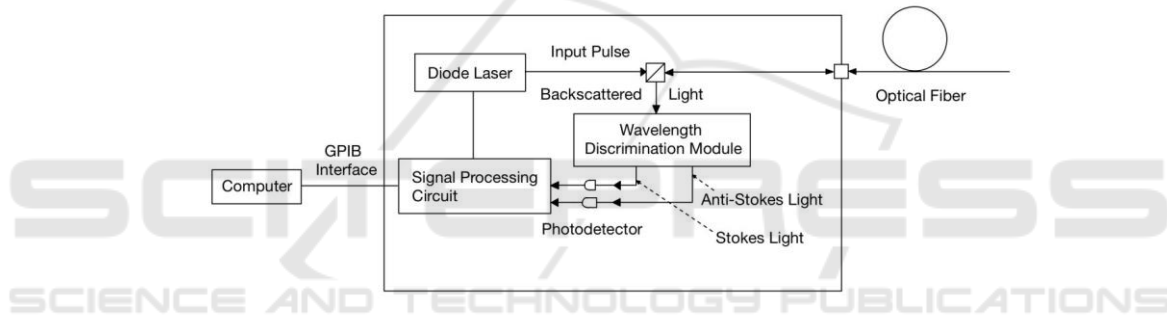 Input Pulse
Diode Laser
Backscattered Light
Optical Fiber
Wavelength
Discrimination Module
GPIB
Interface
Computer
Signal Processing
Circuit
Anti-Stokes Light
Photodetector
Stokes Light
SCITEPRESS
SCIENCE AND TECHNOLOGY PUBLICATIONS